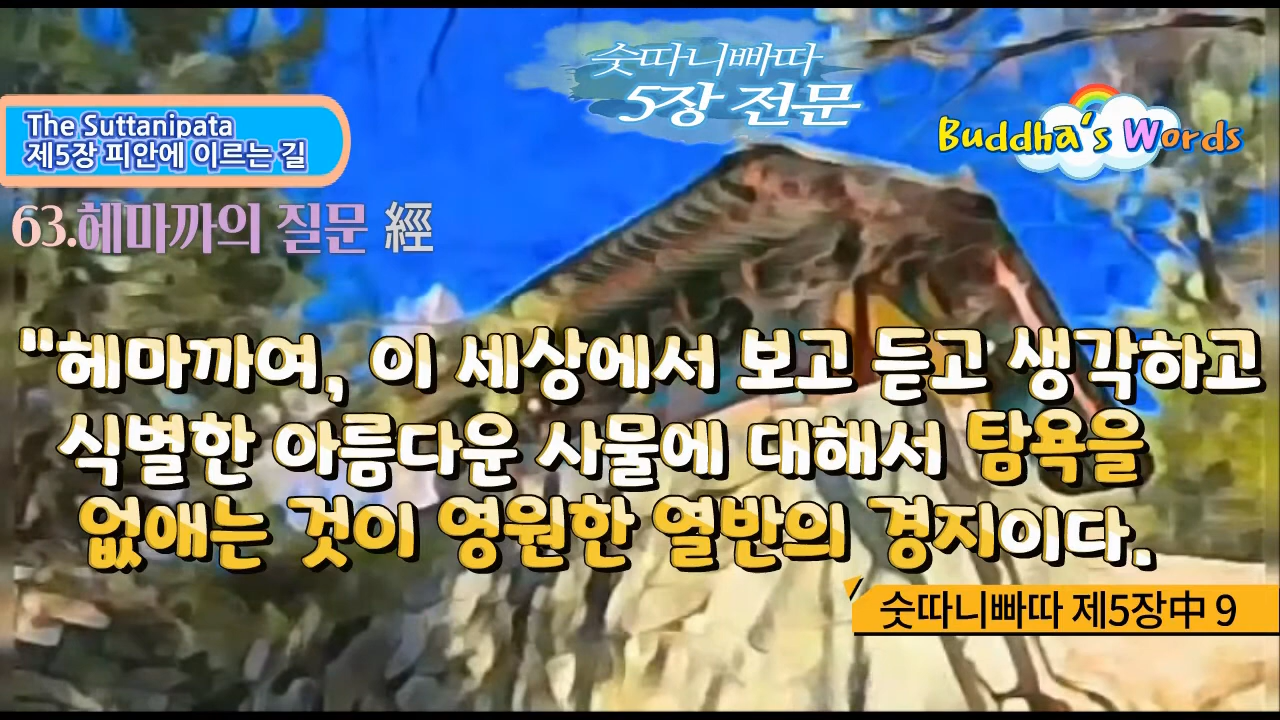 숫따니빠따
5장 전문
The Suttanipata
제5장 피안에 이르는 길
Buddha's Words
63.헤마까의 질문 經
"헤마까여, 이 세상에서 보고 듣고 생각하고
식별한 아름다운 사물에 대해서 탐욕을
없애는 것이 영원한 열반의 경지이다.
숫따니빠따 제5장中 9